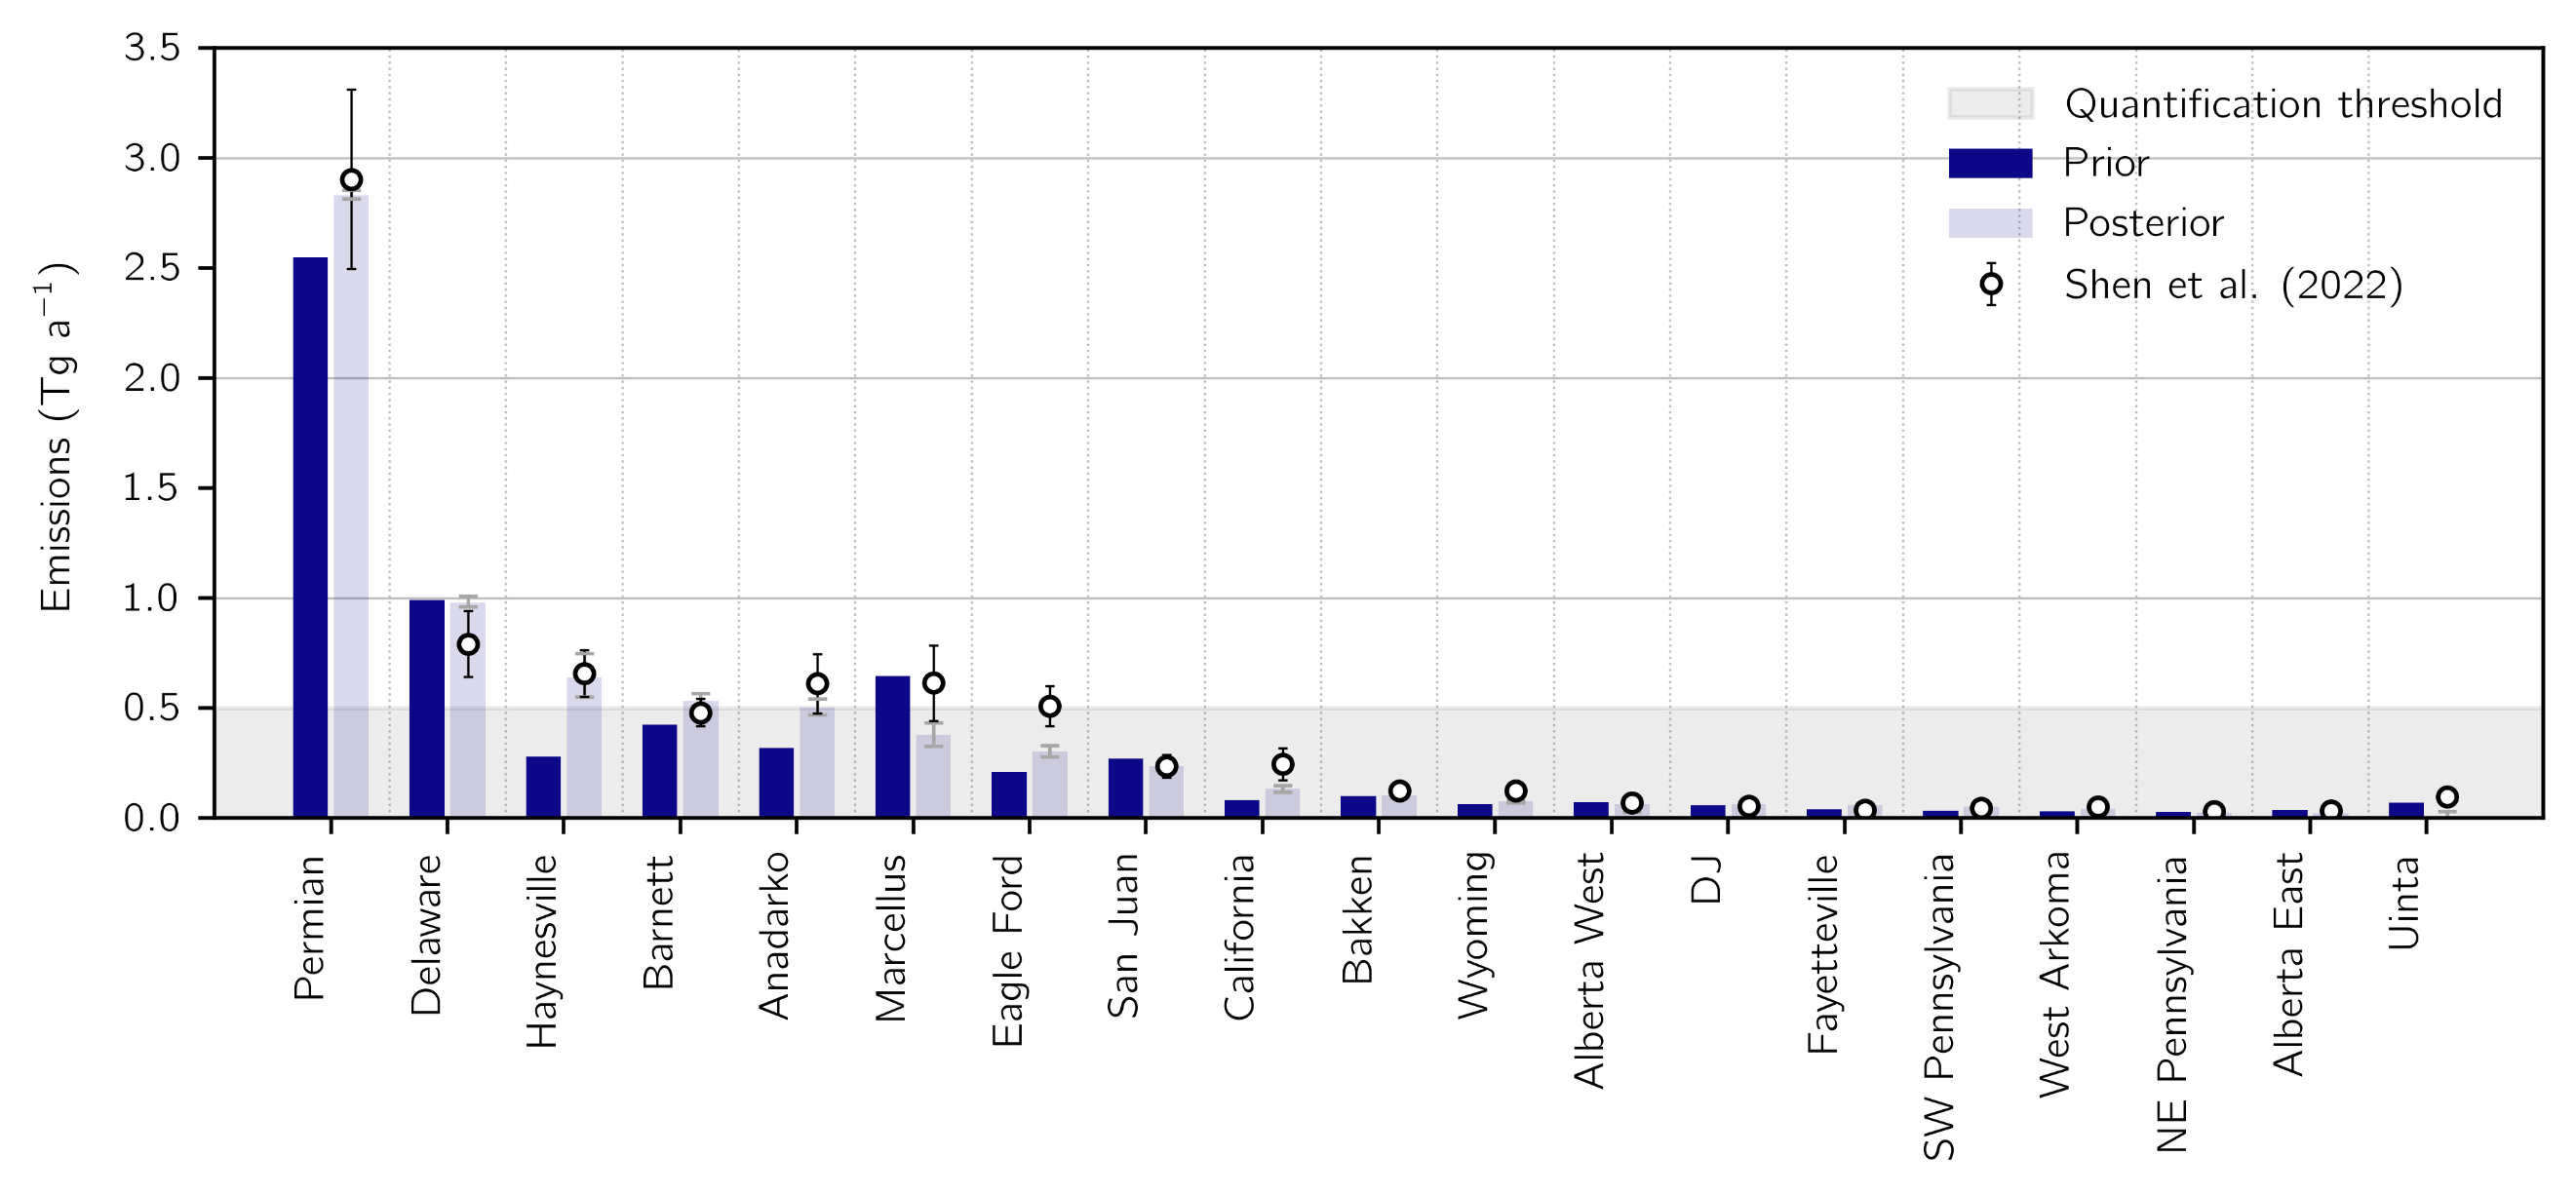 3.5
3.0
2.5
2.0
1.5
1.0
0.5
0.0
Emissions (Tg a⁻¹)
Quantification threshold
Prior
Posterior
Shen et al. (2022)
Permian
Delaware
Haynesville
Barnett
Anadarko
Marcellus
Eagle Ford
San Juan
California
Bakken
Wyoming
Alberta West
DJ
Fayetteville
SW Pennsylvania
West Arkoma
NE Pennsylvania
Alberta East
Uinta